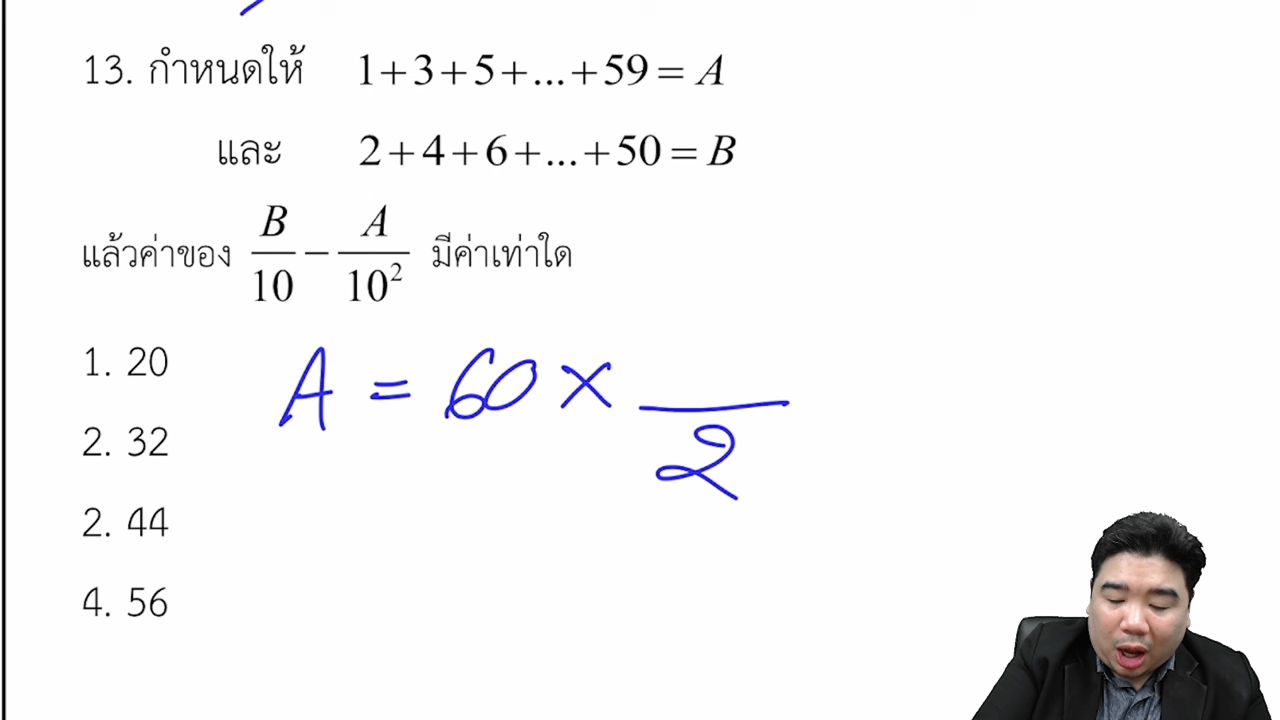 13. กำหนดให้ 1+3+5+...+59 = A
และ 2+4+6+...+50 = B
แล้วค่าของ B/10 − A/10² มีค่าเท่าใด
1. 20
2. 32
2. 44
4. 56
A = 60 × /2